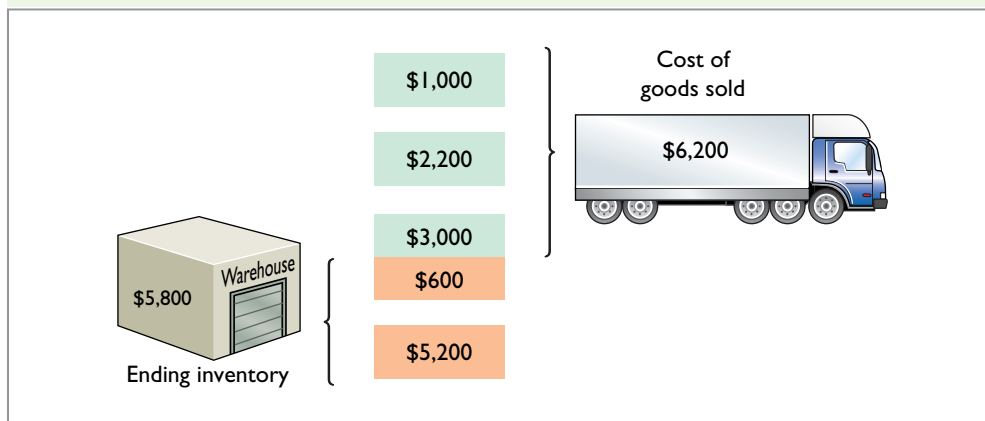 $1,000
$2,200
$3,000
$600
$5,200
Cost of
goods sold
$6,200
Warehouse
$5,800
Ending inventory